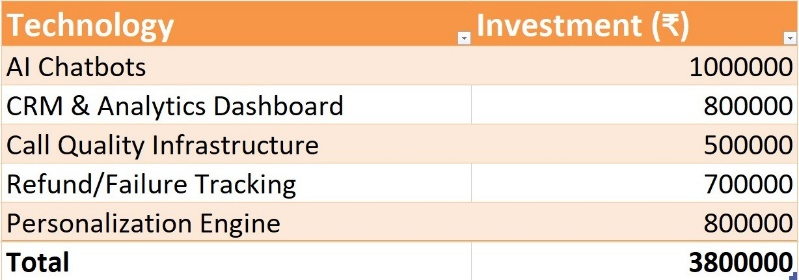 Technology Investment (₹)
AI Chatbots 1000000
CRM & Analytics Dashboard 800000
Call Quality Infrastructure 500000
Refund/Failure Tracking 700000
Personalization Engine 800000
Total 3800000